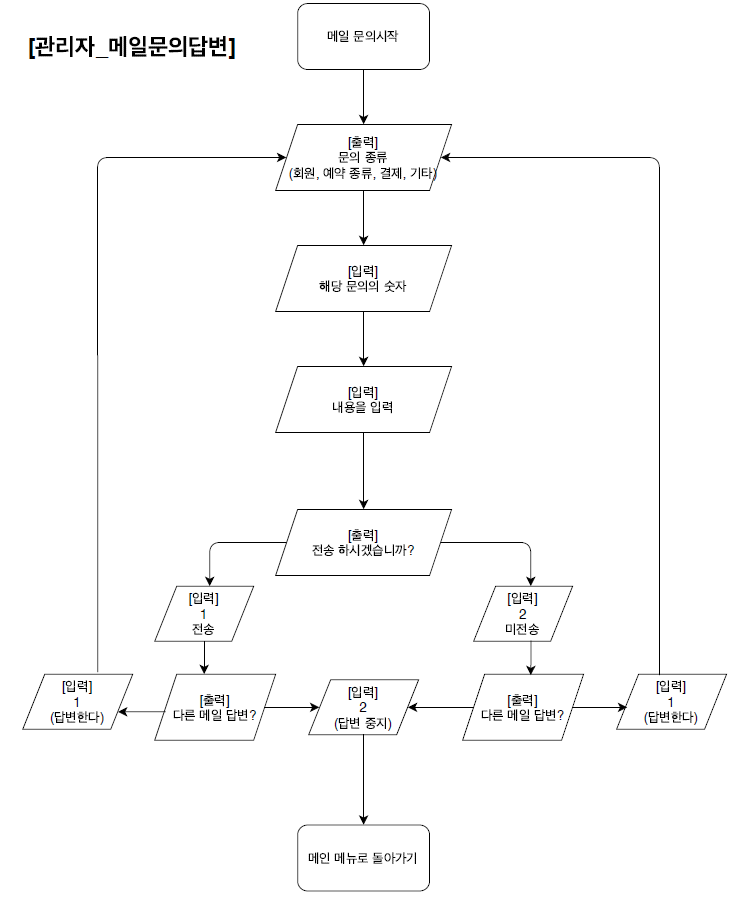 [관리자_메일문의답변]
메일 문의시작
[출력]
문의 종류
(회원, 예약 종류, 결제, 기타)
[입력]
해당 문의의 숫자
[입력]
내용을 입력
[출력]
전송 하시겠습니까?
[입력]
1
전송
[입력]
2
미전송
[입력]
1
(답변한다)
[출력]
다른 메일 답변?
[입력]
2
(답변 중지)
[출력]
다른 메일 답변?
[입력]
1
(답변한다)
메인 메뉴로 돌아가기